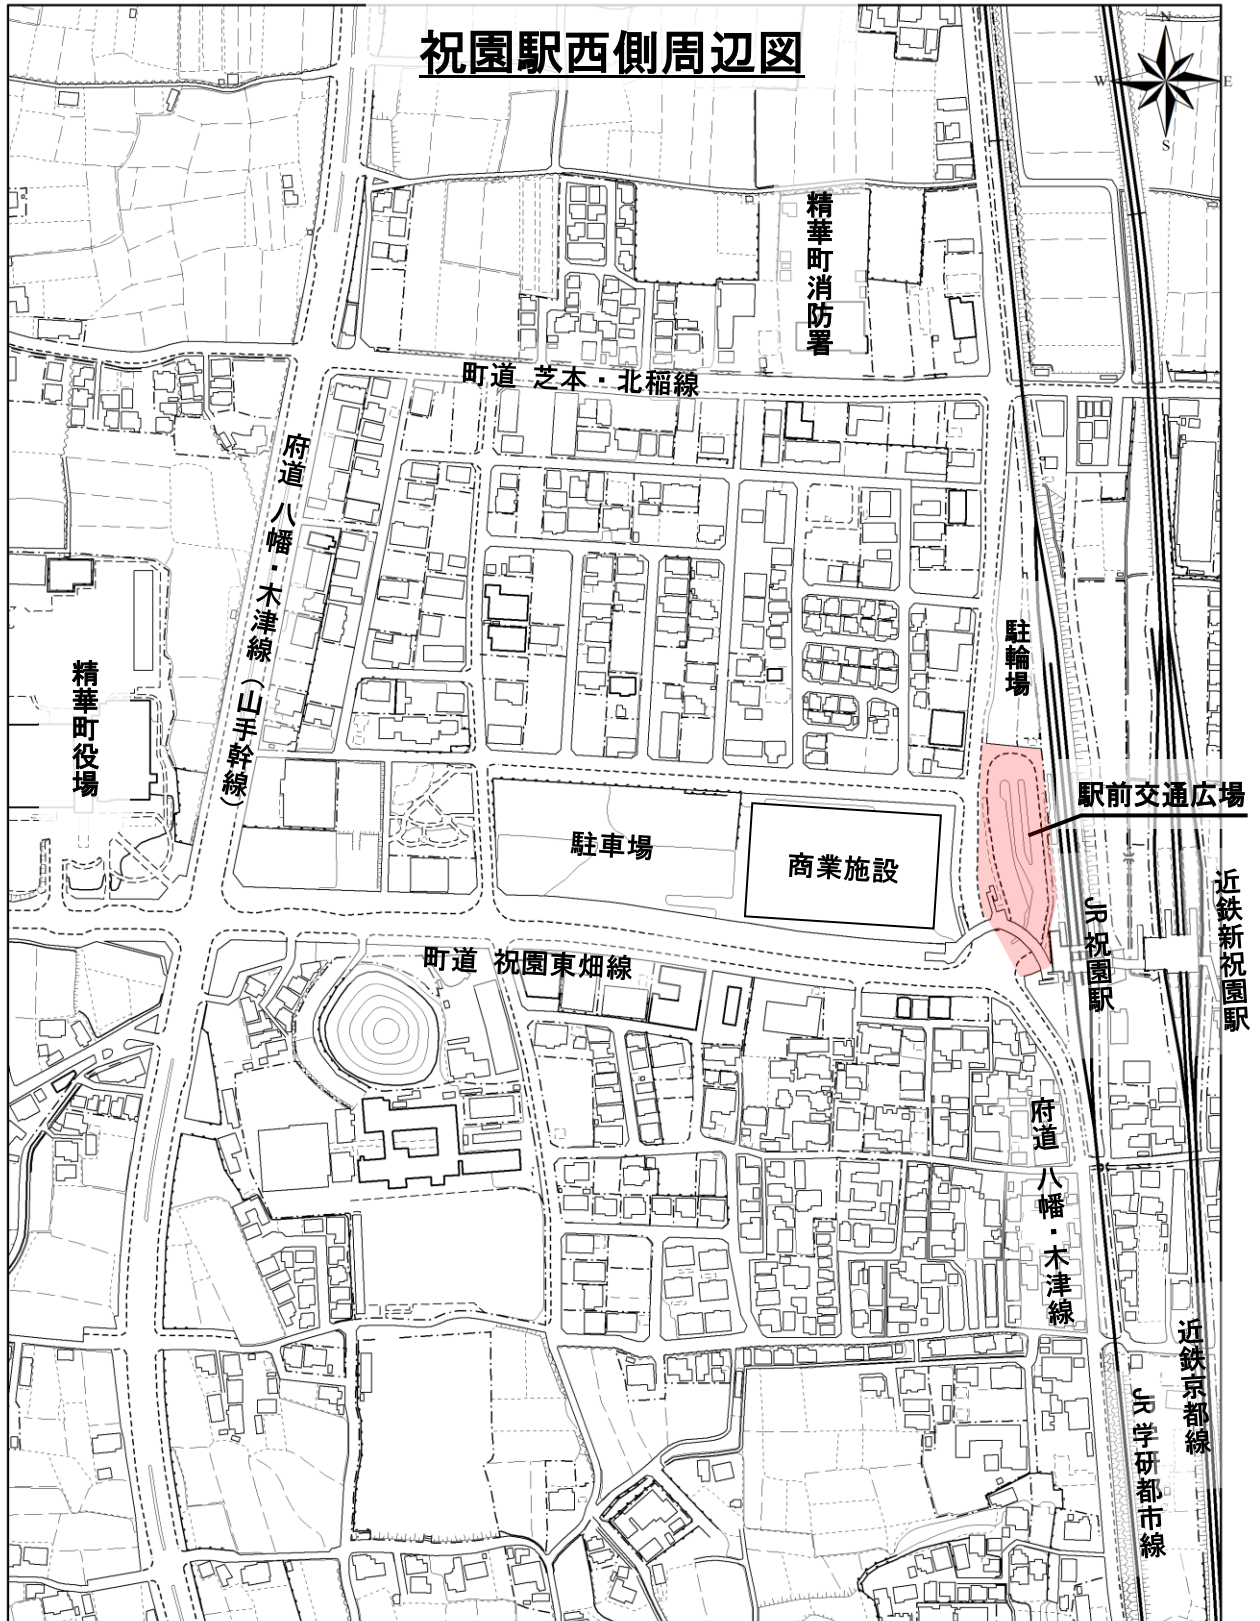 祝園駅西側周辺図
N
W
E
S
精華町消防署
町道 芝本・北稲線
府道 八幡・木津線（山手幹線）
駐輪場
精華町役場
駅前交通広場
駐車場
商業施設
近鉄新祝園駅
JR祝園駅
町道 祝園東畑線
府道 八幡・木津線
近鉄京都線
JR学研都市線